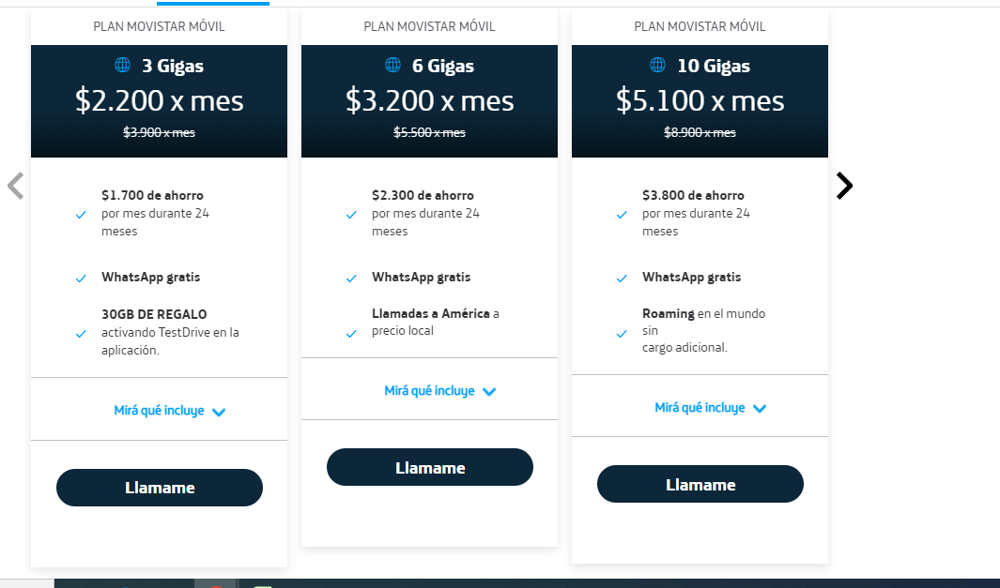 PLAN MOVISTAR MÓVIL
3 Gigas
$2.200 x mes
$3.900 x mes
$1.700 de ahorro
por mes durante 24
meses
WhatsApp gratis
30GB DE REGALO
activando TestDrive en la
aplicación.
Mirá qué incluye
Llamame
PLAN MOVISTAR MÓVIL
6 Gigas
$3.200 x mes
$5.500 x mes
$2.300 de ahorro
por mes durante 24
meses
WhatsApp gratis
Llamadas a América a
precio local
Mirá qué incluye
Llamame
PLAN MOVISTAR MÓVIL
10 Gigas
$5.100 x mes
$8.900 x mes
$3.800 de ahorro
por mes durante 24
meses
WhatsApp gratis
Roaming en el mundo
sin
cargo adicional.
Mirá qué incluye
Llamame